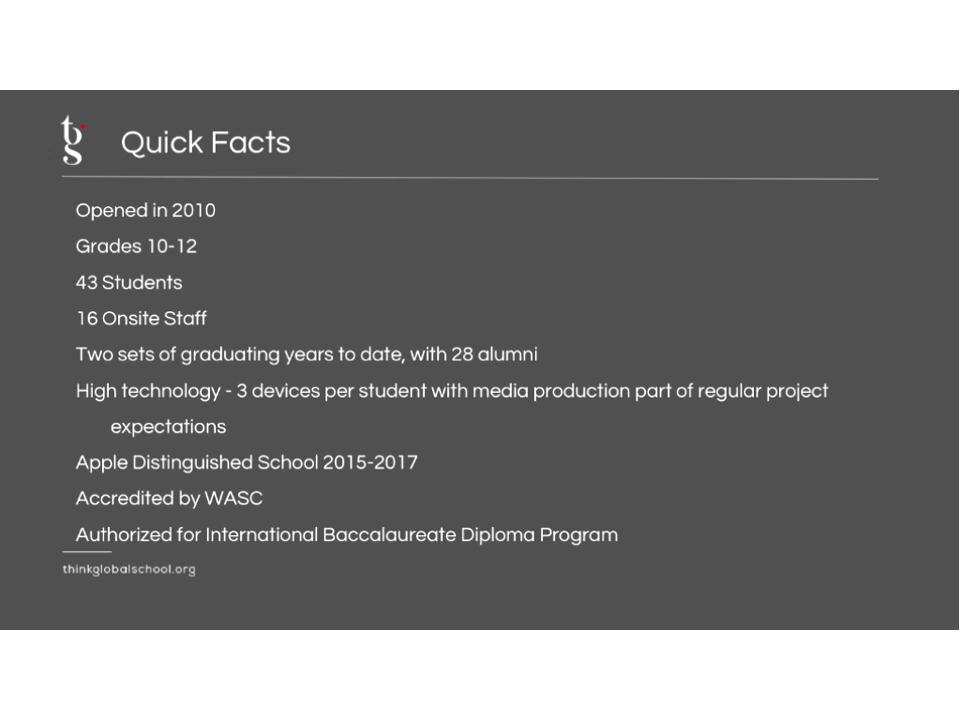 tgs
Quick Facts
Opened in 2010
Grades 10-12
43 Students
16 Onsite Staff
Two sets of graduating years to date, with 28 alumni
High technology - 3 devices per student with media production part of regular project
expectations
Apple Distinguished School 2015-2017
Accredited by WASC
Authorized for International Baccalaureate Diploma Program
thinkglobalschool.org